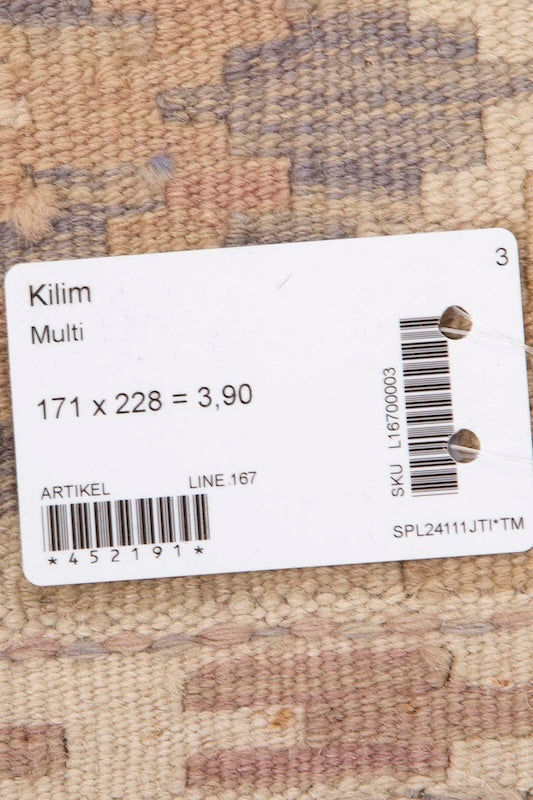 3
Kilim
Multi
171 x 228 = 3,90
SKU L16700003
ARTIKEL LINE 167
*452191*
SPL24111JTI*TM